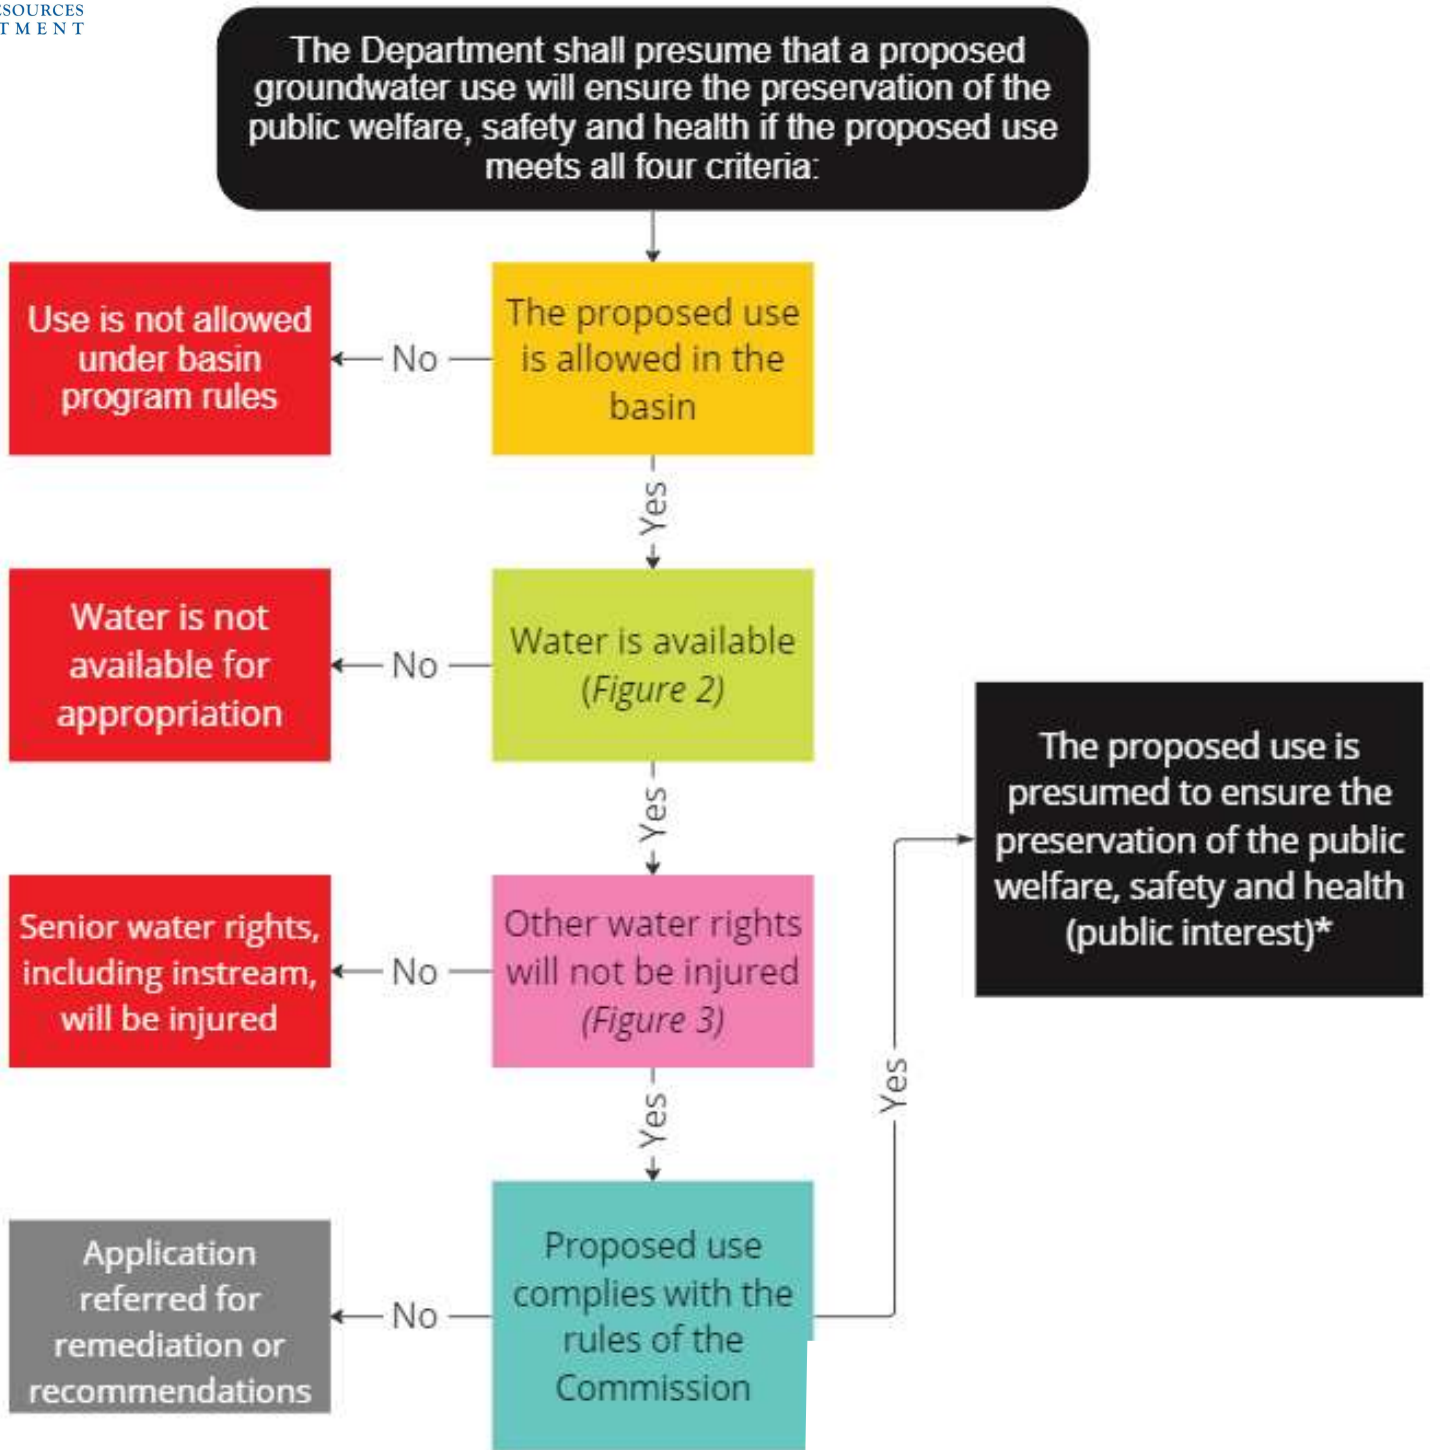 The Department shall presume that a proposed
groundwater use will ensure the preservation of the
public welfare, safety and health if the proposed use
meets all four criteria:
Use is not allowed
under basin
program rules
No
The proposed use
is allowed in the
basin
Yes
Water is not
available for
appropriation
No
Water is available
(Figure 2)
Yes
Senior water rights,
including instream,
will be injured
No
Other water rights
will not be injured
(Figure 3)
Yes
Application
referred for
remediation or
recommendations
No
Proposed use
complies with the
rules of the
Commission
Yes
The proposed use is
presumed to ensure the
preservation of the public
welfare, safety and health
(public interest)*